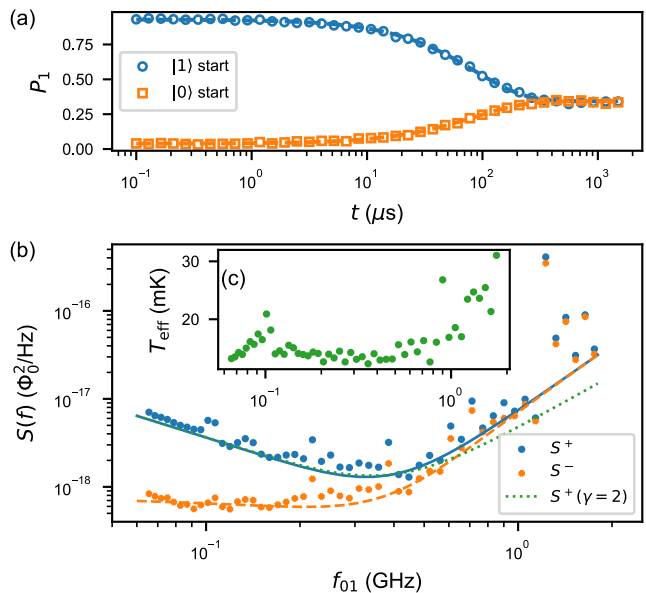 (a)
P₁
0.75
0.50
0.25
0.00
|1⟩ start
|0⟩ start
10⁻¹ 10⁰ 10¹ 10² 10³
t (μs)
(b)
S(f) (Φ₀²/Hz)
10⁻¹⁶
10⁻¹⁷
10⁻¹⁸
(c)
T_eff (mK)
30
20
10⁻¹ 10⁰
S⁺
S⁻
S⁺(γ = 2)
10⁻¹ 10⁰
f₀₁ (GHz)